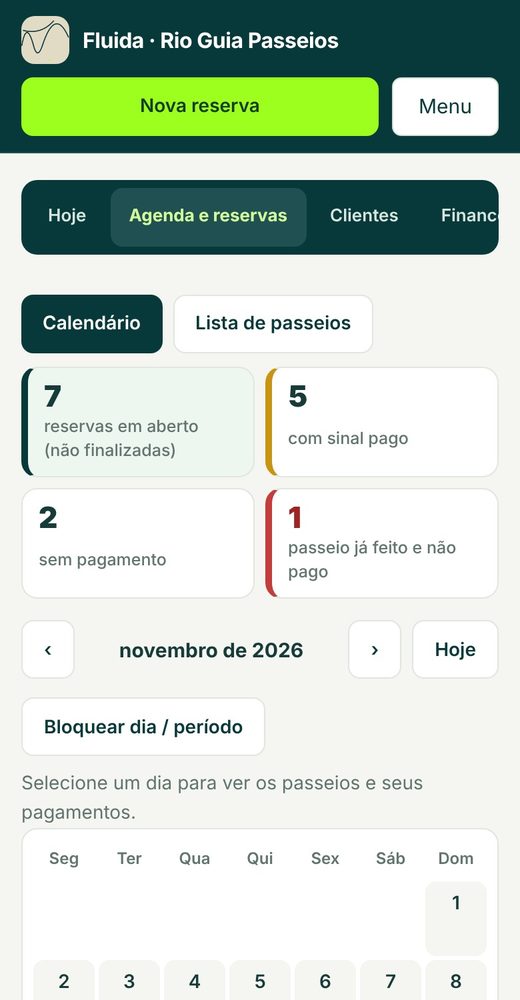 Fluida · Rio Guia Passeios
Nova reserva
Menu
Hoje
Agenda e reservas
Clientes
Financ
Calendário
Lista de passeios
7
reservas em aberto
(não finalizadas)
5
com sinal pago
2
sem pagamento
1
passeio já feito e não
pago
‹
novembro de 2026
›
Hoje
Bloquear dia / período
Selecione um dia para ver os passeios e seus
pagamentos.
Seg Ter Qua Qui Sex Sáb Dom
1
2 3 4 5 6 7 8